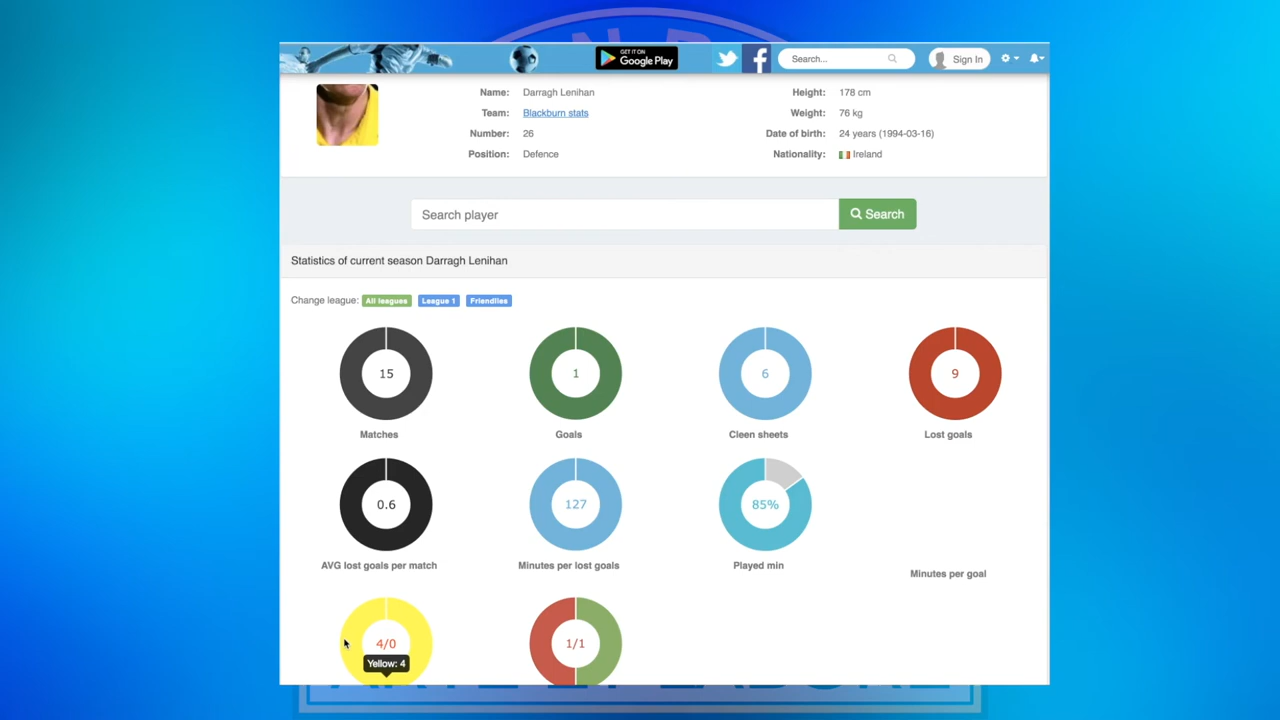 GET IT ON
Google Play
Search...
Sign In
Name: Darragh Lenihan
Height: 178 cm
Team: Blackburn stats
Weight: 76 kg
Number: 26
Date of birth: 24 years (1994-03-16)
Position: Defence
Nationality: Ireland
Search player
Search
Statistics of current season Darragh Lenihan
Change league: All leagues League 1 Friendlies
15 1 6 9
Matches Goals Cleen sheets Lost goals
0.6 127 85%
AVG lost goals per match Minutes per lost goals Played min Minutes per goal
4/0 1/1
Yellow: 4